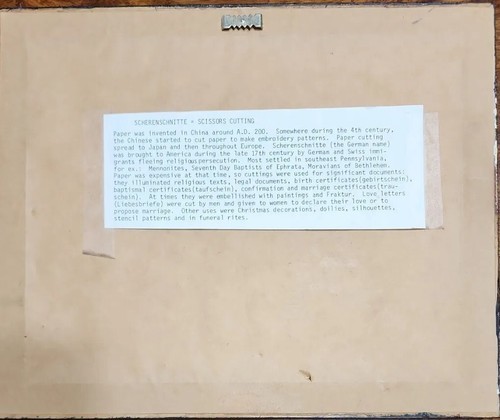 SCHERENSCHNITTE = SCISSORS CUTTING
Paper was invented in China around A.D. 200. Somewhere during the 4th century,
the Chinese started to cut paper to make embroidery patterns. Paper cutting
spread to Japan and then throughout Europe. Scherenschnitte (the German name)
was brought to America during the late 17th century by German and Swiss immi-
grants fleeing religiouspersecution. Most settled in southeast Pennsylvania,
for ex.: Mennonites, Seventh Day Baptists of Ephrata, Moravians of Bethlehem.
Paper was expensive at that time, so cuttings were used for significant documents:
they illuminated religious texts, legal documents, birth certificates(gebirtschein),
baptismal certificates(taufschein), confirmation and marriage certificates(trau-
schein). At times they were embellished with paintings and Fraktur. Love letters
(Liebesbriefe) were cut by men and given to women to declare their love or to
propose marriage. Other uses were Christmas decorations, doilies, silhouettes,
stencil patterns and in funeral rites.